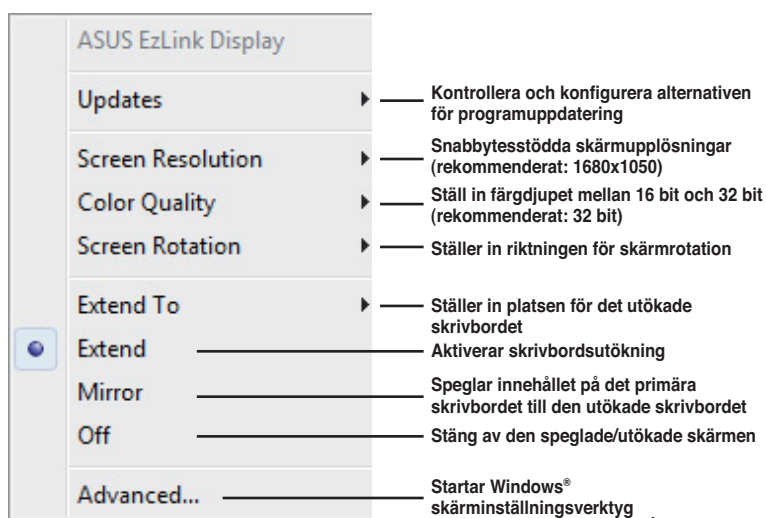 ASUS EzLink Display
Updates
Kontrollera och konfigurera alternativen
för programuppdatering
Screen Resolution
Snabbytesstödda skärmupplösningar
(rekommenderat: 1680x1050)
Color Quality
Ställ in färgdjupet mellan 16 bit och 32 bit
(rekommenderat: 32 bit)
Screen Rotation
Ställer in riktningen för skärmrotation
Extend To
Ställer in platsen för det utökade
skrivbordet
Extend
Aktiverar skrivbordsutökning
Mirror
Speglar innehållet på det primära
skrivbordet till den utökade skrivbordet
Off
Stäng av den speglade/utökade skärmen
Advanced...
Startar Windows®
skärminställningsverktyg